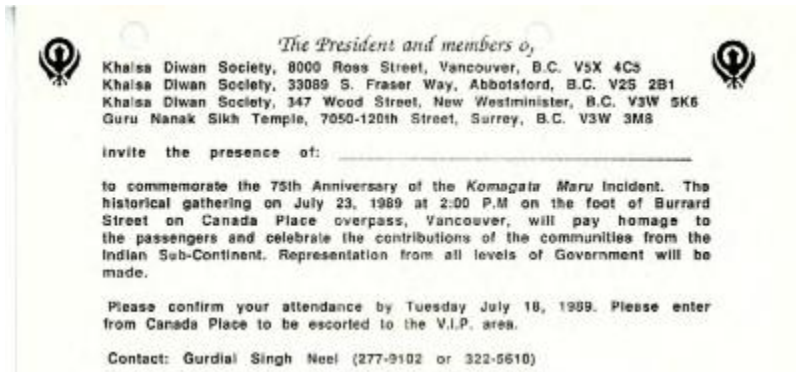 The President and members o,
Khalsa Diwan Society, 8000 Ross Street, Vancouver, B.C. V5X 4C5
Khalsa Diwan Society, 33089 S. Fraser Way, Abbotsford, B.C. V2S 2B1
Khalsa Diwan Society, 347 Wood Street, New Westminister, B.C. V3W 5K6
Guru Nanak Sikh Temple, 7050-120th Street, Surrey, B.C. V3W 3M8
invite the presence of:
to commemorate the 75th Anniversary of the Komagata Maru Incident. The
historical gathering on July 23, 1989 at 2:00 P.M on the foot of Burrard
Street on Canada Place overpass, Vancouver, will pay homage to
the passengers and celebrate the contributions of the communities from the
Indian Sub-Continent. Representation from all levels of Government will be
made.
Please confirm your attendance by Tuesday July 18, 1989. Please enter
from Canada Place to be escorted to the V.I.P. area.
Contact: Gurdial Singh Neel (277-9102 or 322-5610)